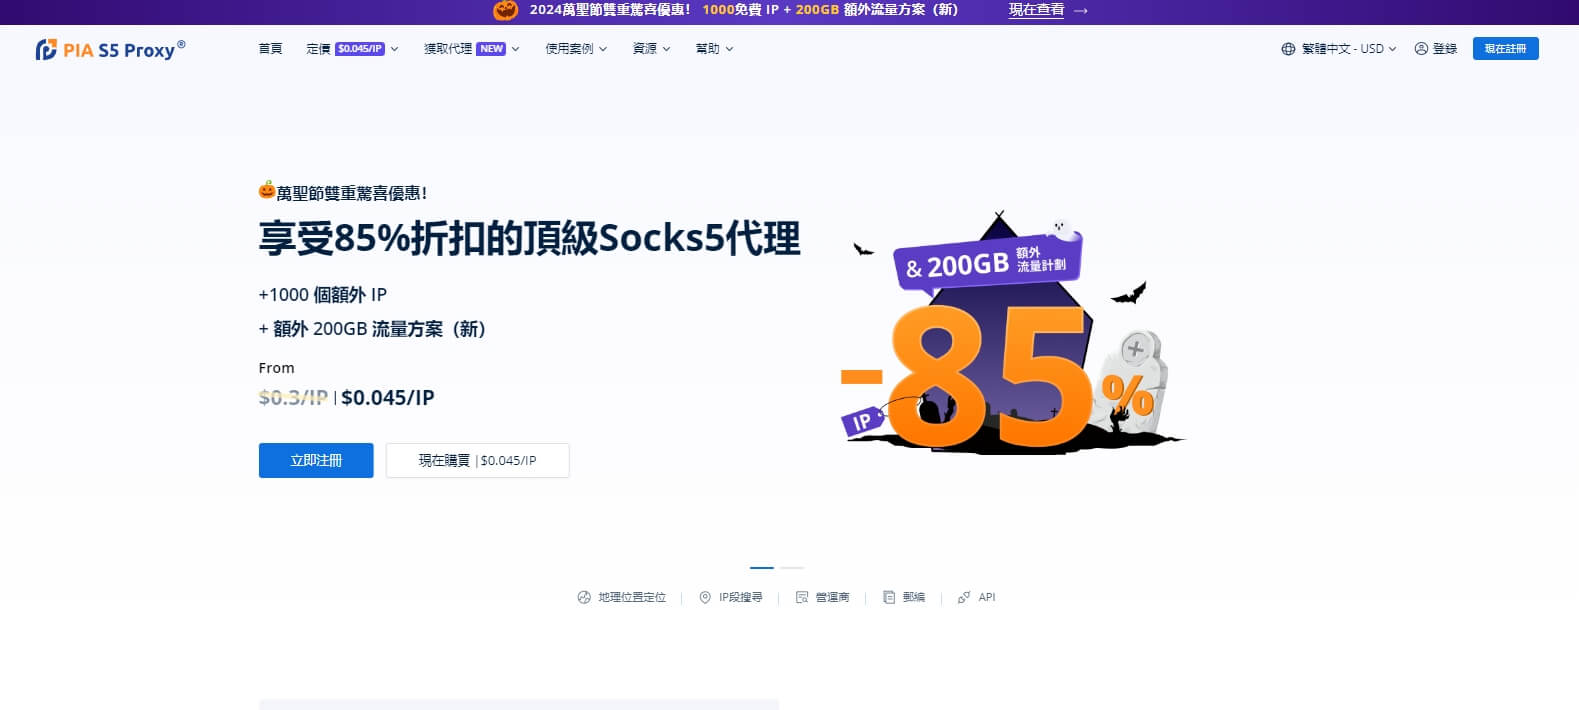 2024萬聖節雙重驚喜優惠！ 1000免費 IP + 200GB 額外流量方案（新） 現在查看 →
PIA S5 Proxy®
首頁 定價 $0.045/IP 獲取代理 NEW 使用案例 資源 幫助
繁體中文 - USD 登錄 現在註冊
萬聖節雙重驚喜優惠！
享受85%折扣的頂級Socks5代理
+1000 個額外 IP
+ 額外 200GB 流量方案（新）
From
$0.3/IP | $0.045/IP
立即注冊 現在購買 | $0.045/IP
& 200GB 額外
流量計劃
-85%
IP
地理位置定位 | IP段搜尋 | 營運商 | 郵編 | API